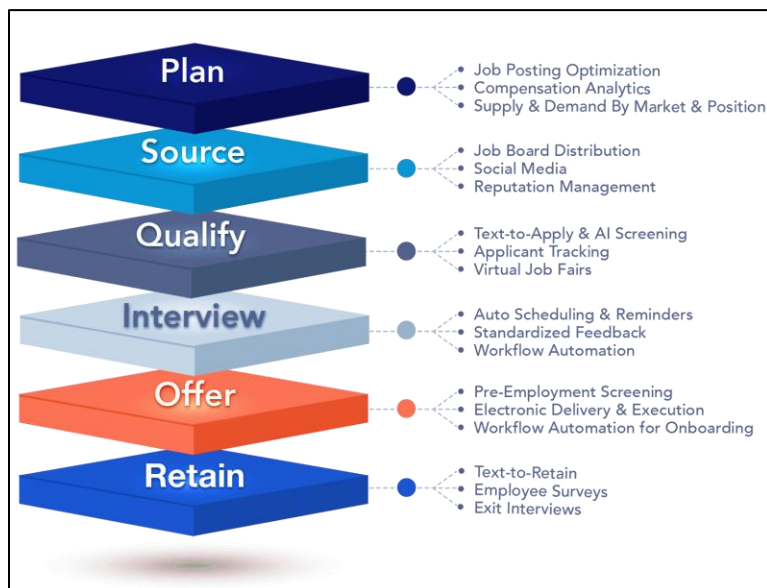 Plan
Job Posting Optimization
Compensation Analytics
Supply & Demand By Market & Position
Source
Job Board Distribution
Social Media
Reputation Management
Qualify
Text-to-Apply & AI Screening
Applicant Tracking
Virtual Job Fairs
Interview
Auto Scheduling & Reminders
Standardized Feedback
Workflow Automation
Offer
Pre-Employment Screening
Electronic Delivery & Execution
Workflow Automation for Onboarding
Retain
Text-to-Retain
Employee Surveys
Exit Interviews